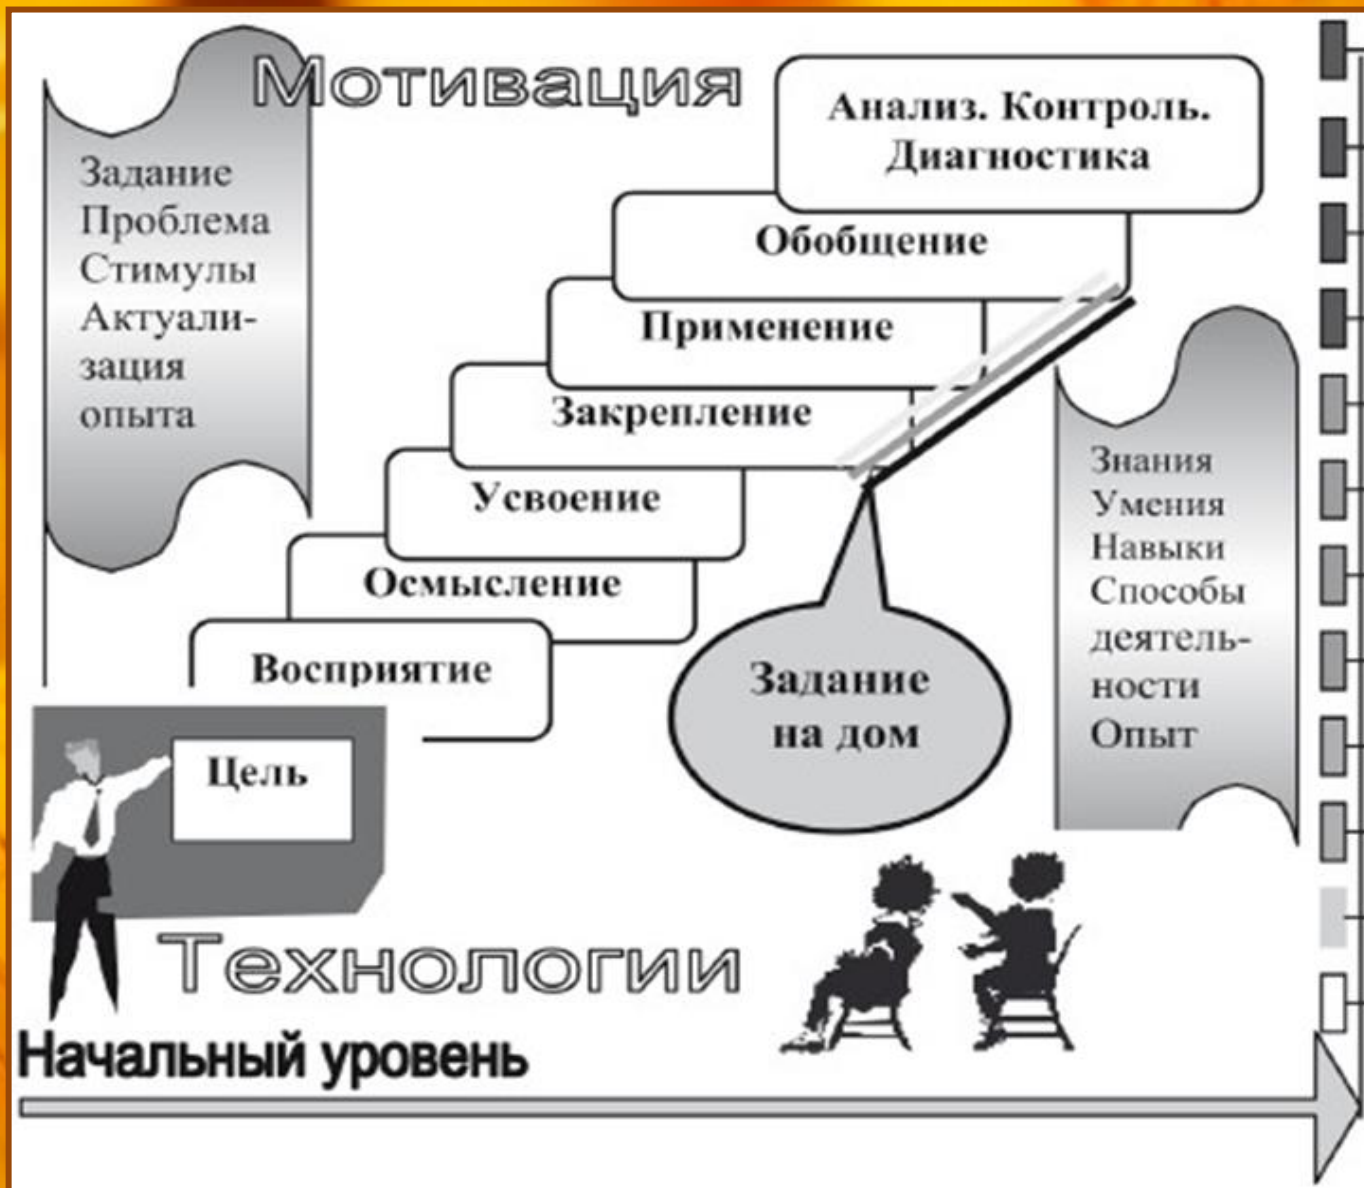 Мотивация
Задание
Проблема
Стимулы
Актуали-
зация
опыта
Анализ. Контроль.
Диагностика
Обобщение
Применение
Закрепление
Усвоение
Осмысление
Восприятие
Цель
Задание
на дом
Знания
Умения
Навыки
Способы
деятель-
ности
Опыт
Технологии
Начальный уровень